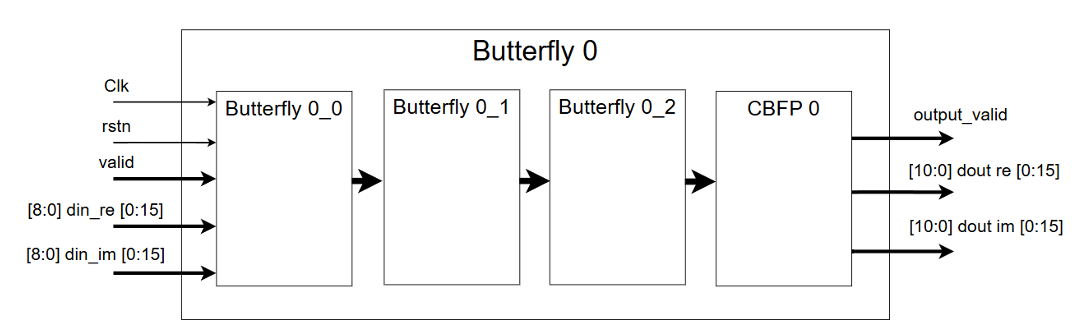 Butterfly 0
Clk
rstn
valid
[8:0] din_re [0:15]
[8:0] din_im [0:15]
Butterfly 0_0
Butterfly 0_1
Butterfly 0_2
CBFP 0
output_valid
[10:0] dout re [0:15]
[10:0] dout im [0:15]